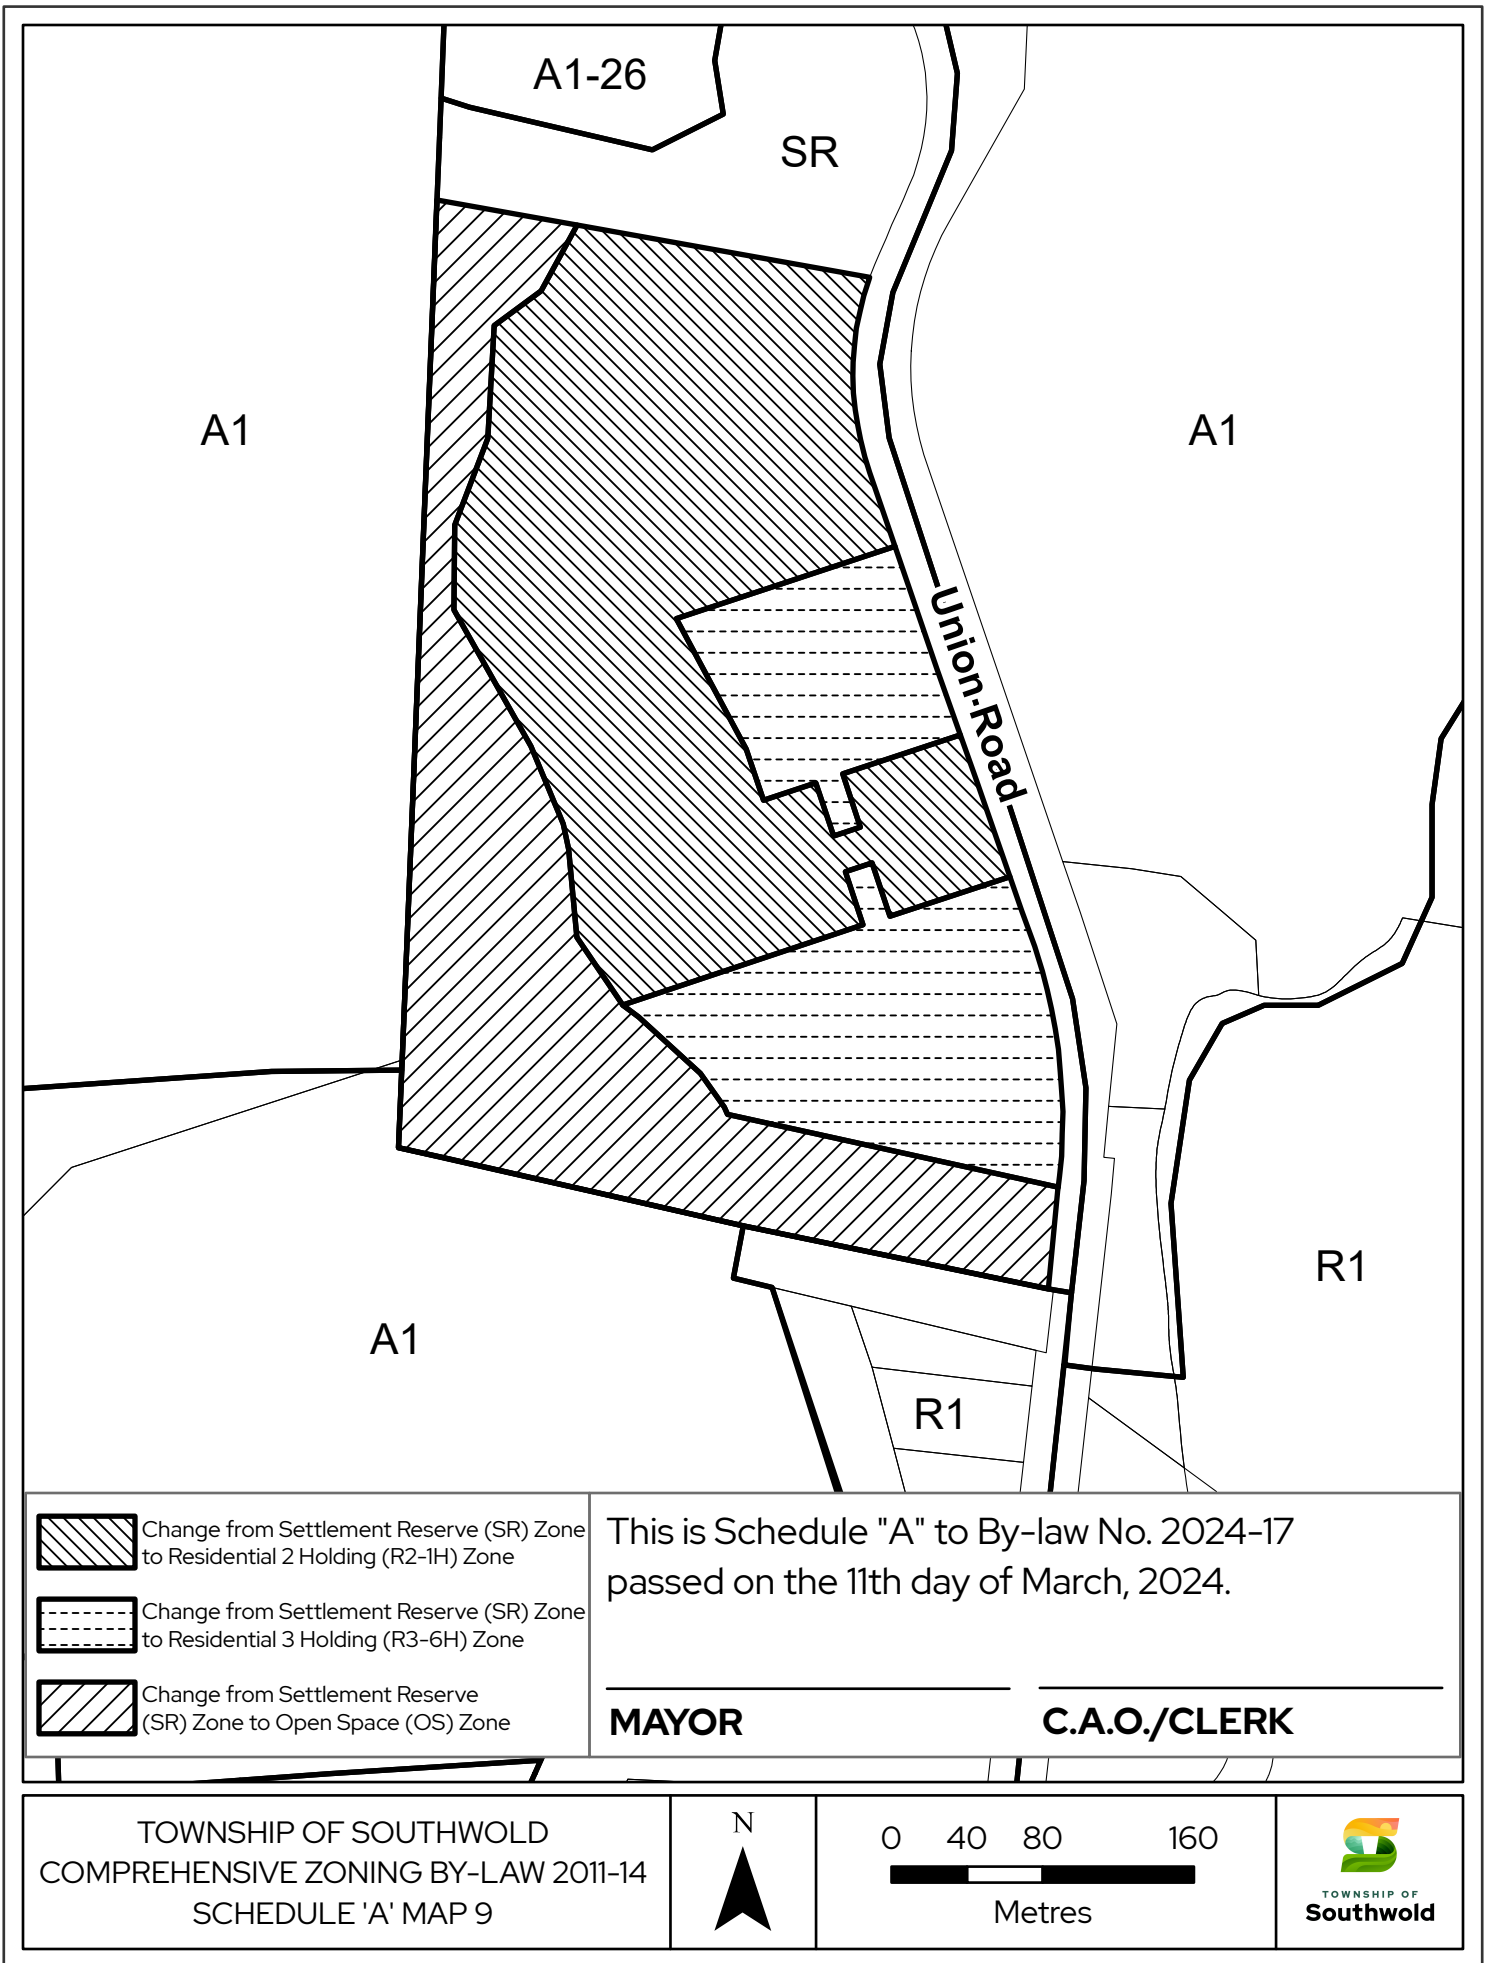 A1-26
SR
A1
A1
Union Road
R1
A1
R1
Change from Settlement Reserve (SR) Zone
to Residential 2 Holding (R2-1H) Zone
Change from Settlement Reserve (SR) Zone
to Residential 3 Holding (R3-6H) Zone
Change from Settlement Reserve
(SR) Zone to Open Space (OS) Zone
This is Schedule "A" to By-law No. 2024-17
passed on the 11th day of March, 2024.
MAYOR
C.A.O./CLERK
TOWNSHIP OF SOUTHWOLD
COMPREHENSIVE ZONING BY-LAW 2011-14
SCHEDULE 'A' MAP 9
N
0 40 80 160
Metres
TOWNSHIP OF
Southwold